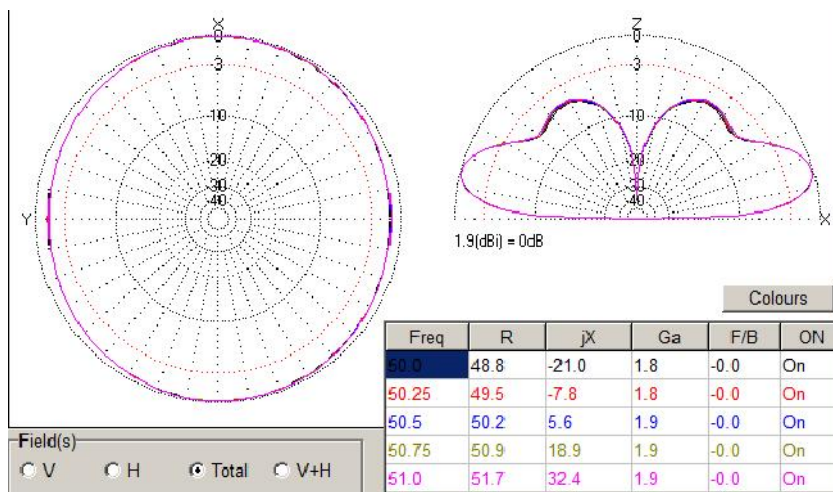 X
0
-3
-10
-20
-30
-40
Y
Z
0
-3
-10
-20
-30
-40
X
1.9(dBi) = 0dB
Colours
Freq R jX Ga F/B ON
50.0 48.8 -21.0 1.8 -0.0 On
50.25 49.5 -7.8 1.8 -0.0 On
50.5 50.2 5.6 1.9 -0.0 On
50.75 50.9 18.9 1.9 -0.0 On
51.0 51.7 32.4 1.9 -0.0 On
Field(s)
V H Total V+H